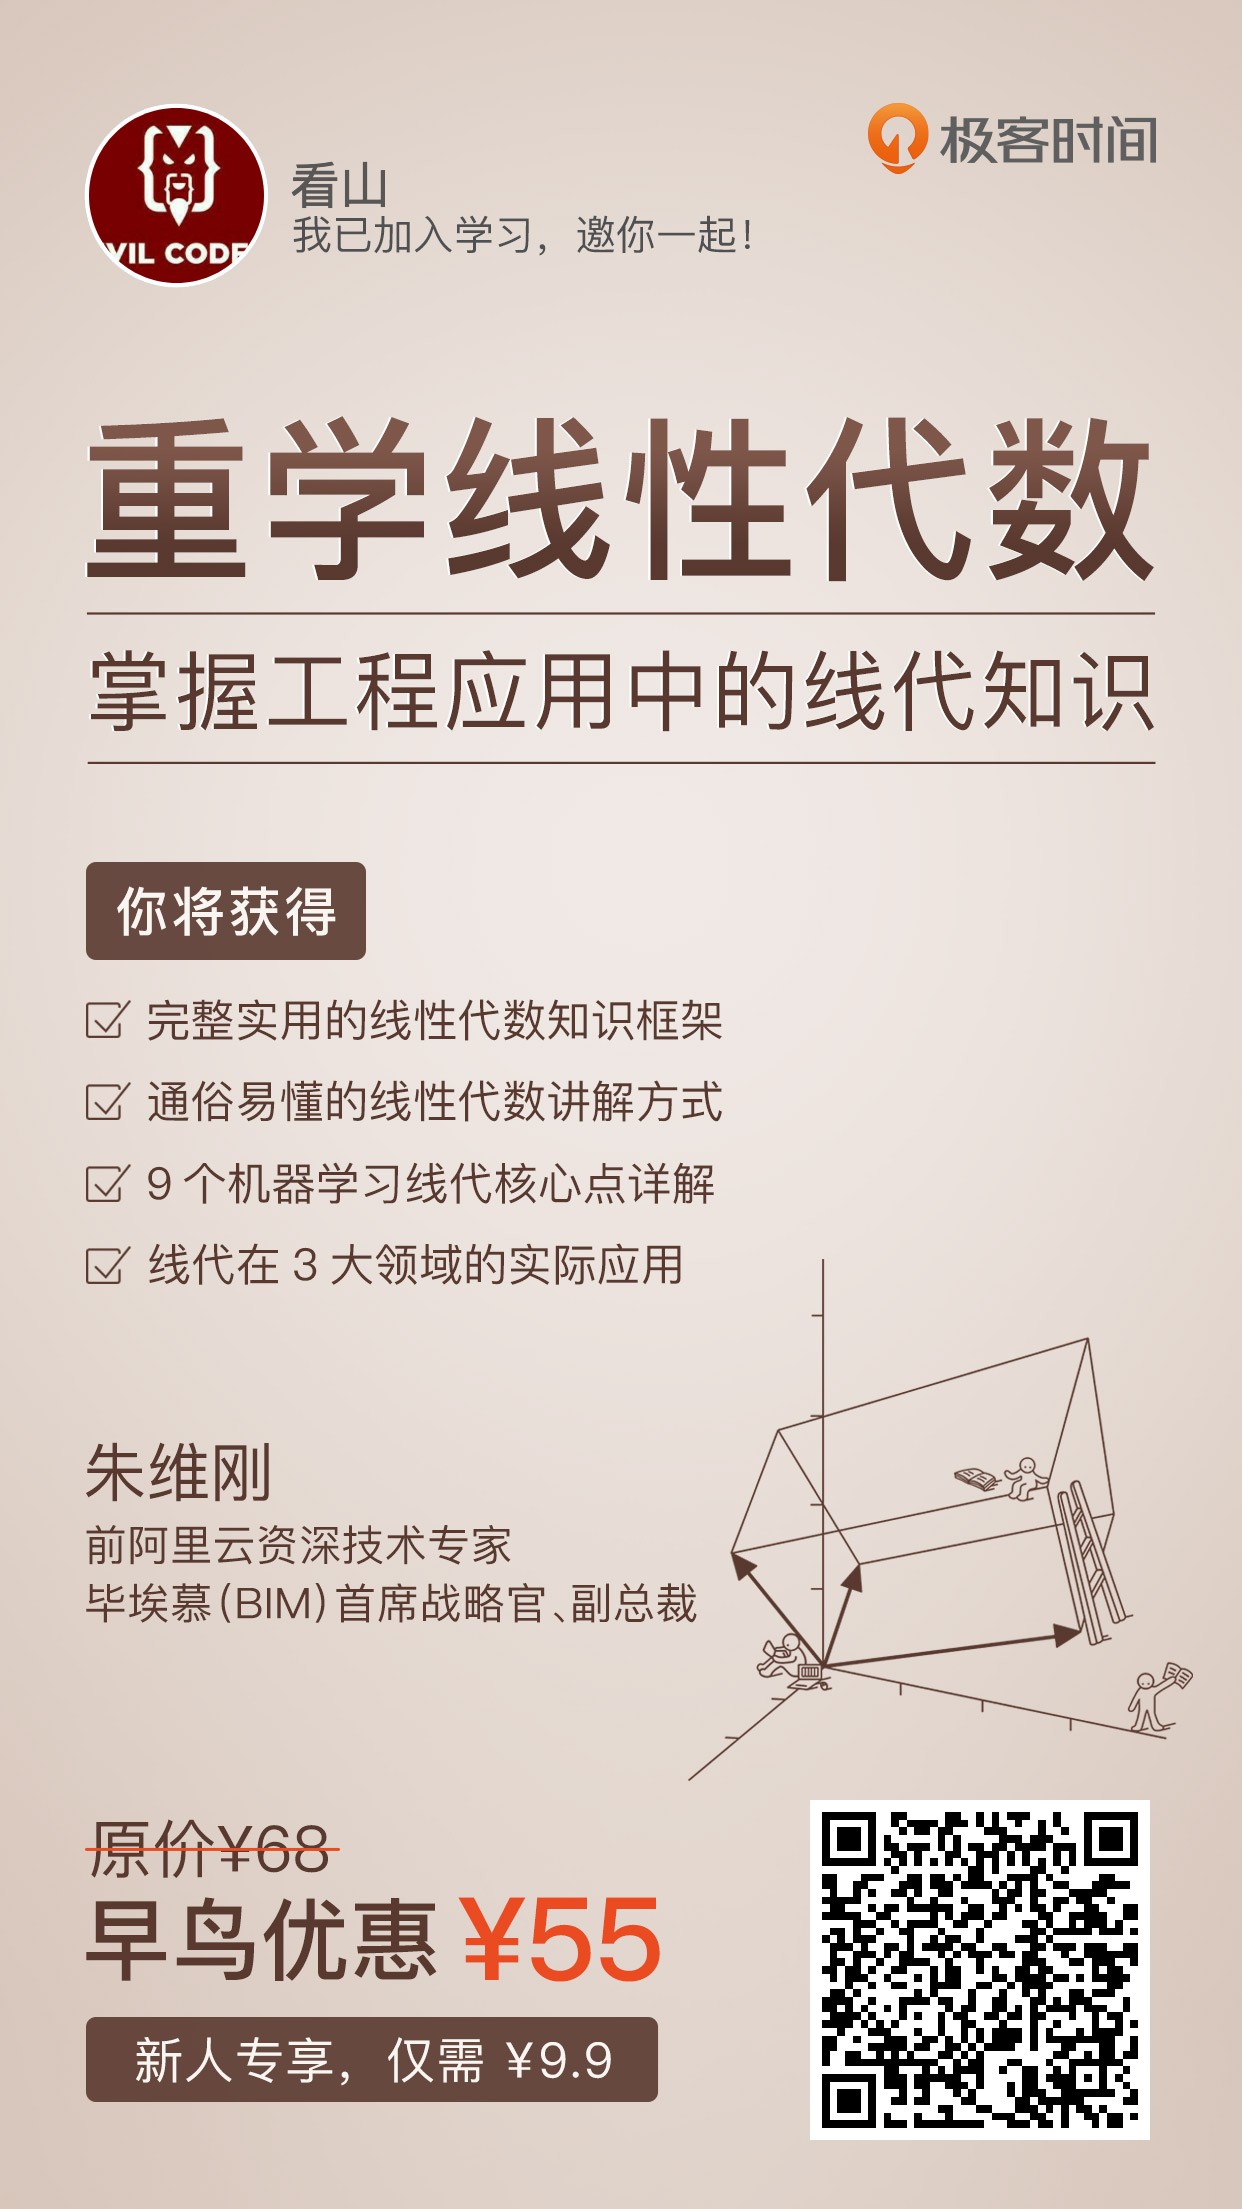 极客时间
VIL CODE
看山
我已加入学习，邀你一起！
重学线性代数
掌握工程应用中的线代知识
你将获得
完整实用的线性代数知识框架
通俗易懂的线性代数讲解方式
9 个机器学习线代核心点详解
线代在 3 大领域的实际应用
朱维刚
前阿里云资深技术专家
毕埃慕(BIM)首席战略官、副总裁
原价¥68
早鸟优惠 ¥55
新人专享，仅需 ¥9.9